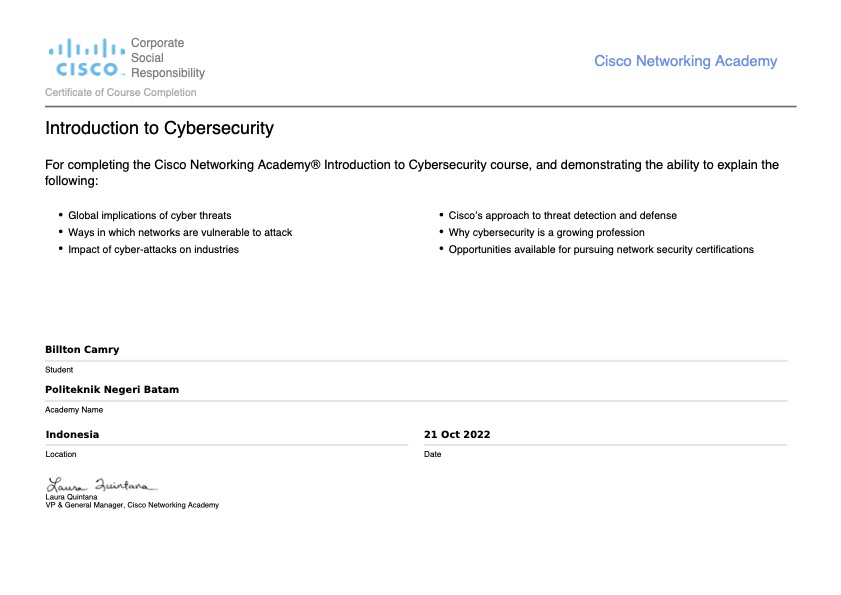 CISCO
Corporate
Social
Responsibility
Cisco Networking Academy
Certificate of Course Completion
Introduction to Cybersecurity
For completing the Cisco Networking Academy® Introduction to Cybersecurity course, and demonstrating the ability to explain the
following:
• Global implications of cyber threats
• Ways in which networks are vulnerable to attack
• Impact of cyber-attacks on industries
• Cisco's approach to threat detection and defense
• Why cybersecurity is a growing profession
• Opportunities available for pursuing network security certifications
Billton Camry
Student
Politeknik Negeri Batam
Academy Name
Indonesia
Location
21 Oct 2022
Date
Laura Quintana
Laura Quintana
VP & General Manager, Cisco Networking Academy